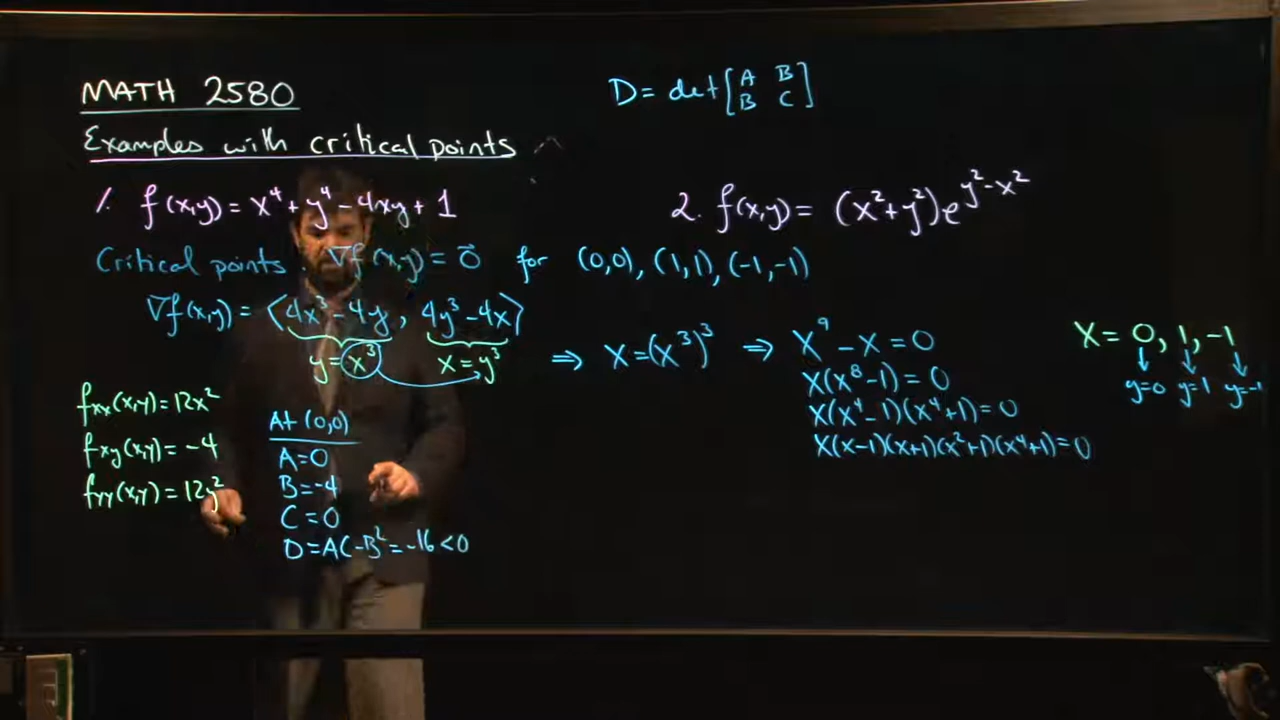 MATH 2580
D = det [A B
B C]
Examples with critical points
1. f(x,y) = x⁴ + y⁴ - 4xy + 1
2. f(x,y) = (x²+y²)e^(y²-x²)
Critical points: ∇f(x,y) = 0⃗ for (0,0), (1,1), (-1,-1)
∇f(x,y) = ⟨4x³-4y, 4y³-4x⟩
y = x³ x = y³
⇒ x = (x³)³ ⇒ x⁹ - x = 0
x(x⁸-1) = 0
x(x⁴-1)(x⁴+1) = 0
x(x-1)(x+1)(x²+1)(x⁴+1) = 0
x = 0, 1, -1
↓ ↓ ↓
y=0 y=1 y=-1
fxx(x,y) = 12x²
fxy(x,y) = -4
fyy(x,y) = 12y²
At (0,0)
A=0
B=-4
C=0
D=AC-B²=-16<0